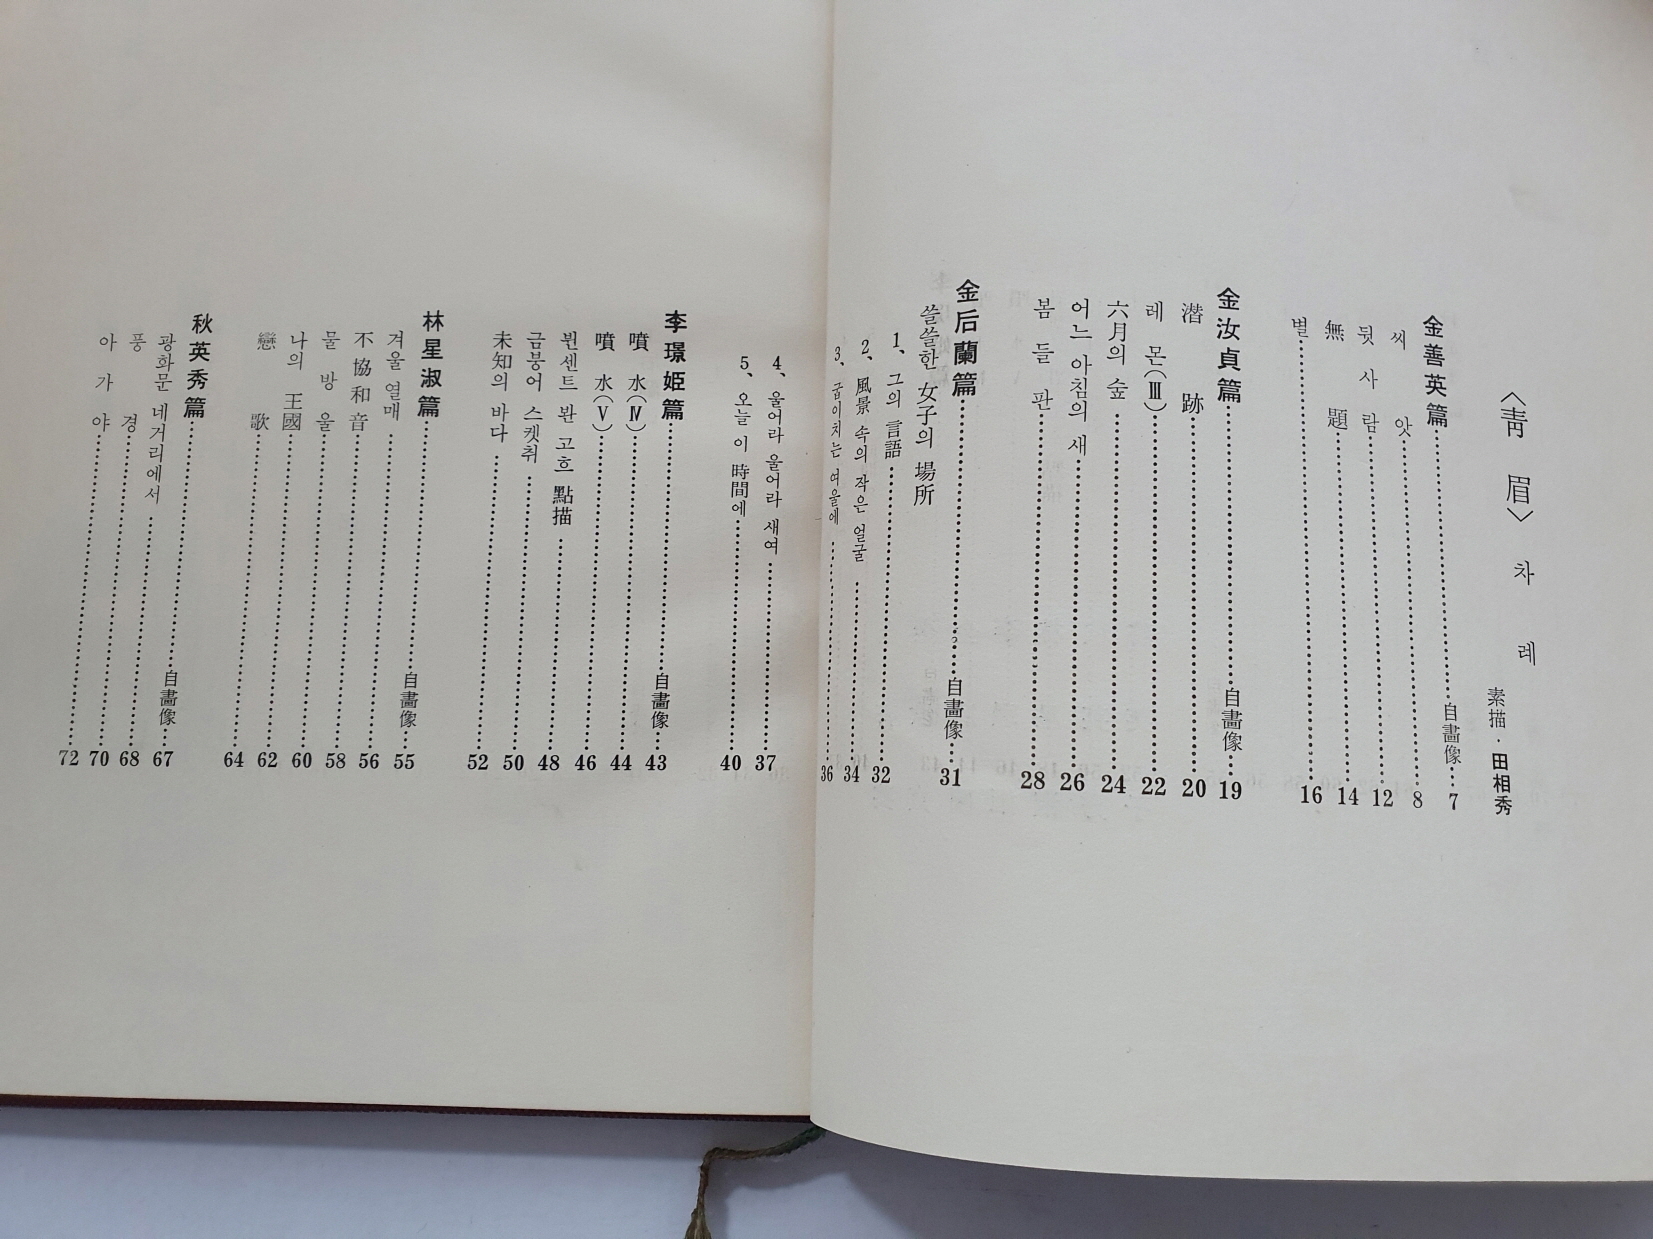 〈靑眉〉차례
素描·田相秀
金善英篇……自畫像…7
씨앗……8
뒷사람……12
無題……14
별……16
金汝貞篇……自畫像…19
潛跡……20
레몬(Ⅲ)……22
六月의 숲……24
어느 아침의 새……26
봄들판……28
金后蘭篇……自畫像…31
쓸쓸한 女子의 場所
1、그의 言語……32
2、風景 속의 작은 얼굴……34
3、굽이치는 여울에……36
4、울어라 울어라 새여……37
5、오늘 이 時間에……40
李璟姬篇……自畫像…43
噴水(Ⅳ)……44
噴水(Ⅴ)……46
뷘센트 봔 고흐 點描……48
금붕어 스켓취……50
未知의 바다……52
林星淑篇……自畫像…55
겨울 열매……56
不協和音……58
물방울……60
나의 王國……62
戀歌……64
秋英秀篇……自畫像…67
광화문 네거리에서……68
풍경……70
아가야……72